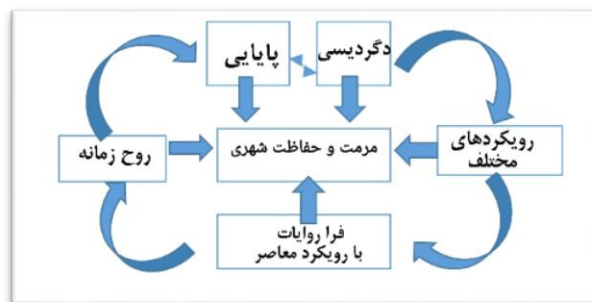 دگردیسی
پایایی
رویکردهای
مختلف
مرمت و حفاظت شهری
روح زمانه
فرا روایات
با رویکرد معاصر